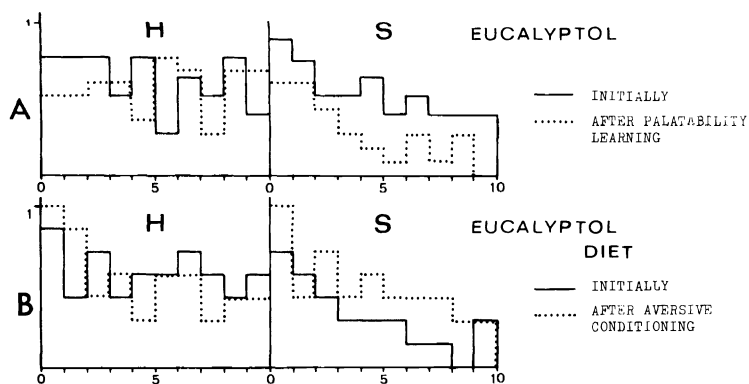 H S EUCALYPTOL
1
A
INITIALLY
AFTER PALATABILITY
LEARNING
0 5 0 5 10
H S EUCALYPTOL
DIET
1
B
INITIALLY
AFTER AVERSIVE
CONDITIONING
0 5 0 5 10